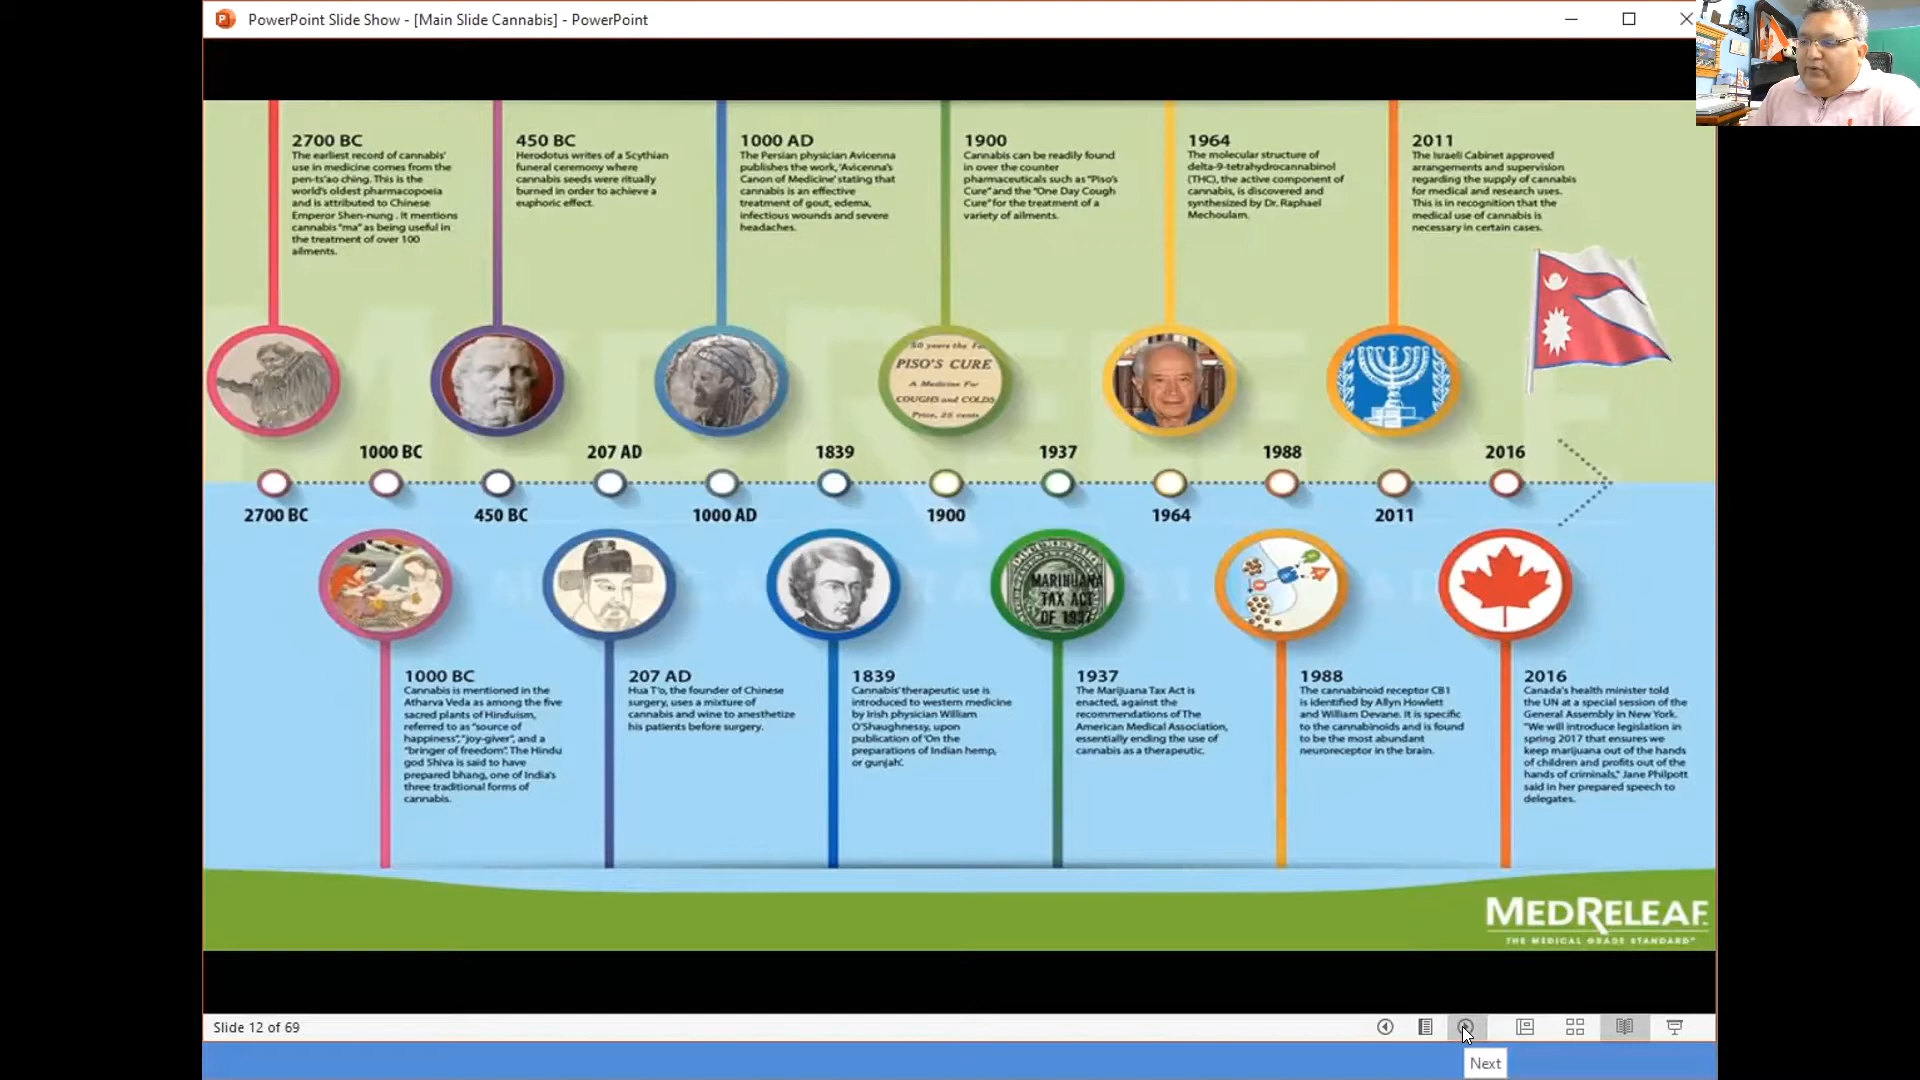 PowerPoint Slide Show - [Main Slide Cannabis] - PowerPoint
2700 BC
The earliest record of cannabis'
use in medicine comes from the
pen-ts'ao ching. This is the
world's oldest pharmacopoeia
and is attributed to Chinese
Emperor Shen-nung . It mentions
cannabis "ma" as being useful in
the treatment of over 100
ailments.
450 BC
Herodotus writes of a Scythian
funeral ceremony where
cannabis seeds were ritually
burned in order to achieve a
euphoric effect.
1000 AD
The Persian physician Avicenna
publishes the work, 'Avicenna's
Canon of Medicine' stating that
cannabis is an effective
treatment of gout, edema,
infectious wounds and severe
headaches.
1900
Cannabis can be readily found
in over the counter
pharmaceuticals such as "Piso's
Cure" and the "One Day Cough
Cure" for the treatment of a
variety of ailments.
1964
The molecular structure of
delta-9-tetrahydrocannabinol
(THC), the active component of
cannabis, is discovered and
synthesized by Dr. Raphael
Mechoulam.
2011
The Israeli Cabinet approved
arrangements and supervision
regarding the supply of cannabis
for medical and research uses.
This is in recognition that the
medical use of cannabis is
necessary in certain cases.
MEDRELEAF
50 years the
PISO'S CURE
A Medicine For
COUGHS and COLDS
Price, 25 cents
1000 BC
207 AD
1839
1937
1988
2016
2700 BC
450 BC
1000 AD
1900
1964
2011
MARIHUANA
TAX ACT
OF 1937
1000 BC
Cannabis is mentioned in the
Atharva Veda as among the five
sacred plants of Hinduism,
referred to as "source of
happiness", "joy-giver", and a
"bringer of freedom". The Hindu
god Shiva is said to have
prepared bhang, one of India's
three traditional forms of
cannabis.
207 AD
Hua T'o, the founder of Chinese
surgery, uses a mixture of
cannabis and wine to anesthetize
his patients before surgery.
1839
Cannabis' therapeutic use is
introduced to western medicine
by Irish physician William
O'Shaughnessy, upon
publication of 'On the
preparations of Indian hemp,
or gunjah'.
1937
The Marijuana Tax Act is
enacted, against the
recommendations of The
American Medical Association,
essentially ending the use of
cannabis as a therapeutic.
1988
The cannabinoid receptor CB1
is identified by Allyn Howlett
and William Devane. It is specific
to the cannabinoids and is found
to be the most abundant
neuroreceptor in the brain.
2016
Canada's health minister told
the UN at a special session of the
General Assembly in New York.
"We will introduce legislation in
spring 2017 that ensures we
keep marijuana out of the hands
of children and profits out of the
hands of criminals," Jane Philpott
said in her prepared speech to
delegates.
MEDRELEAF
THE MEDICAL GRADE STANDARD™
Slide 12 of 69
Next